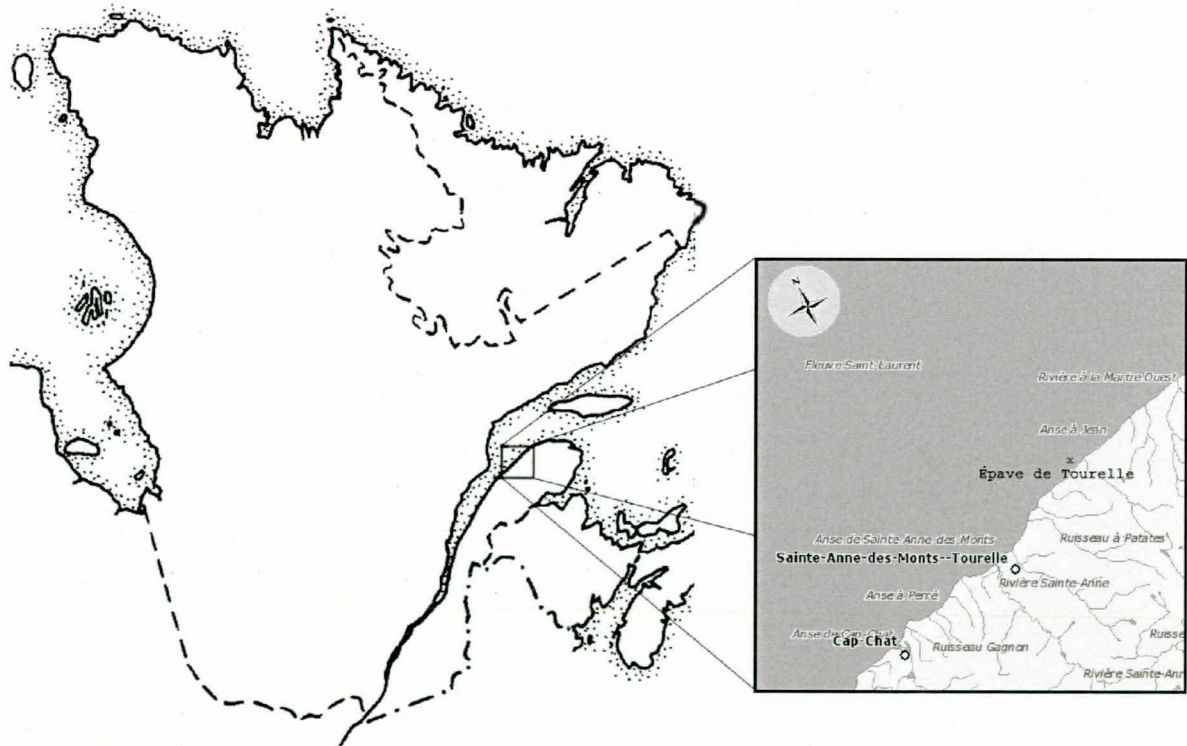 N
Fleuve Saint-Laurent
Rivière à la Martre Ouest
Anse à Jean
Épave de Tourelle
Anse de Sainte-Anne des Monts
Ruisseau à Patates
Sainte-Anne-des-Monts--Tourelle
Rivière Sainte-Anne
Anse à Perré
Anse de Cap-Chat
Cap-Chat
Ruisseau Gagnon
Ruisse
Rivière Sainte-Ann